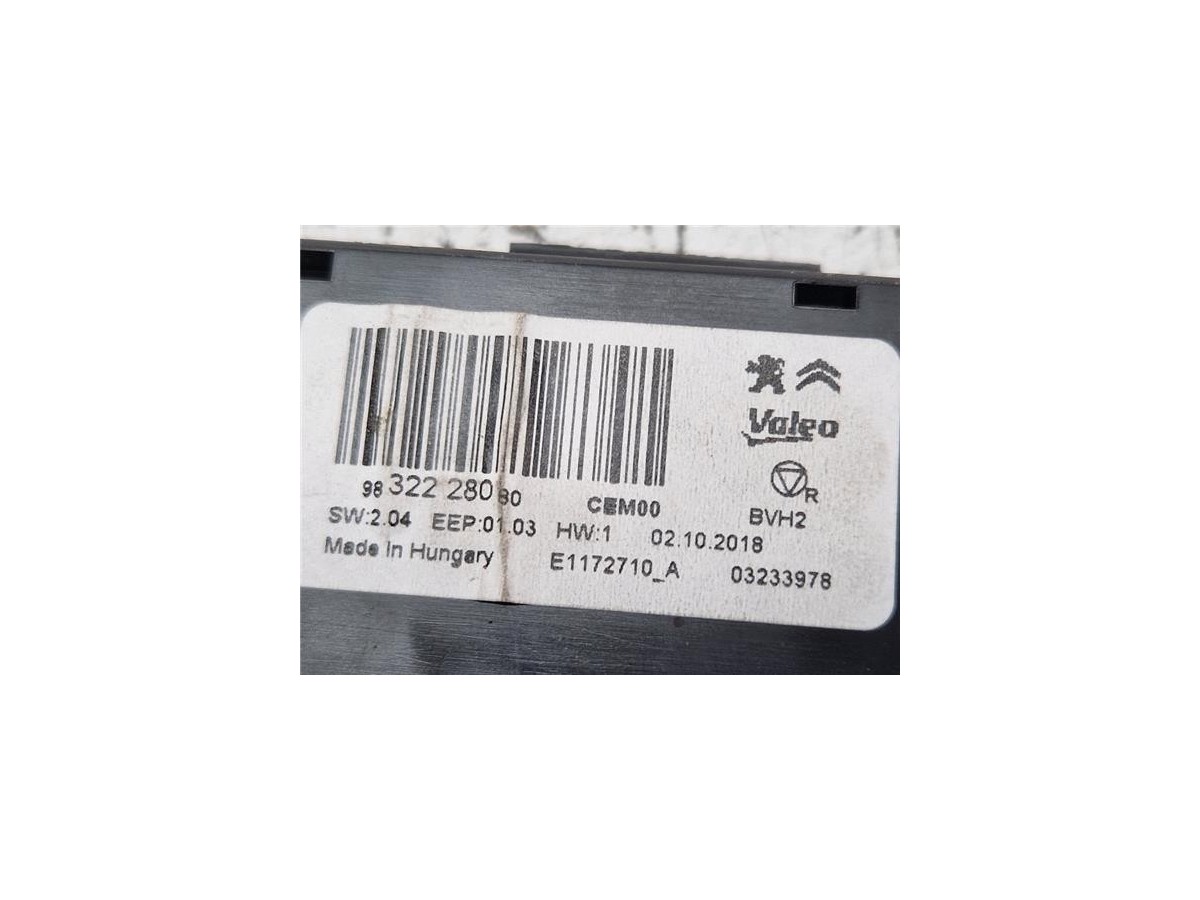 98 322 280 80 CEM00
SW:2.04 EEP:01.03 HW:1 02.10.2018
Made In Hungary E1172710_A 03233978
Valeo
R
BVH2